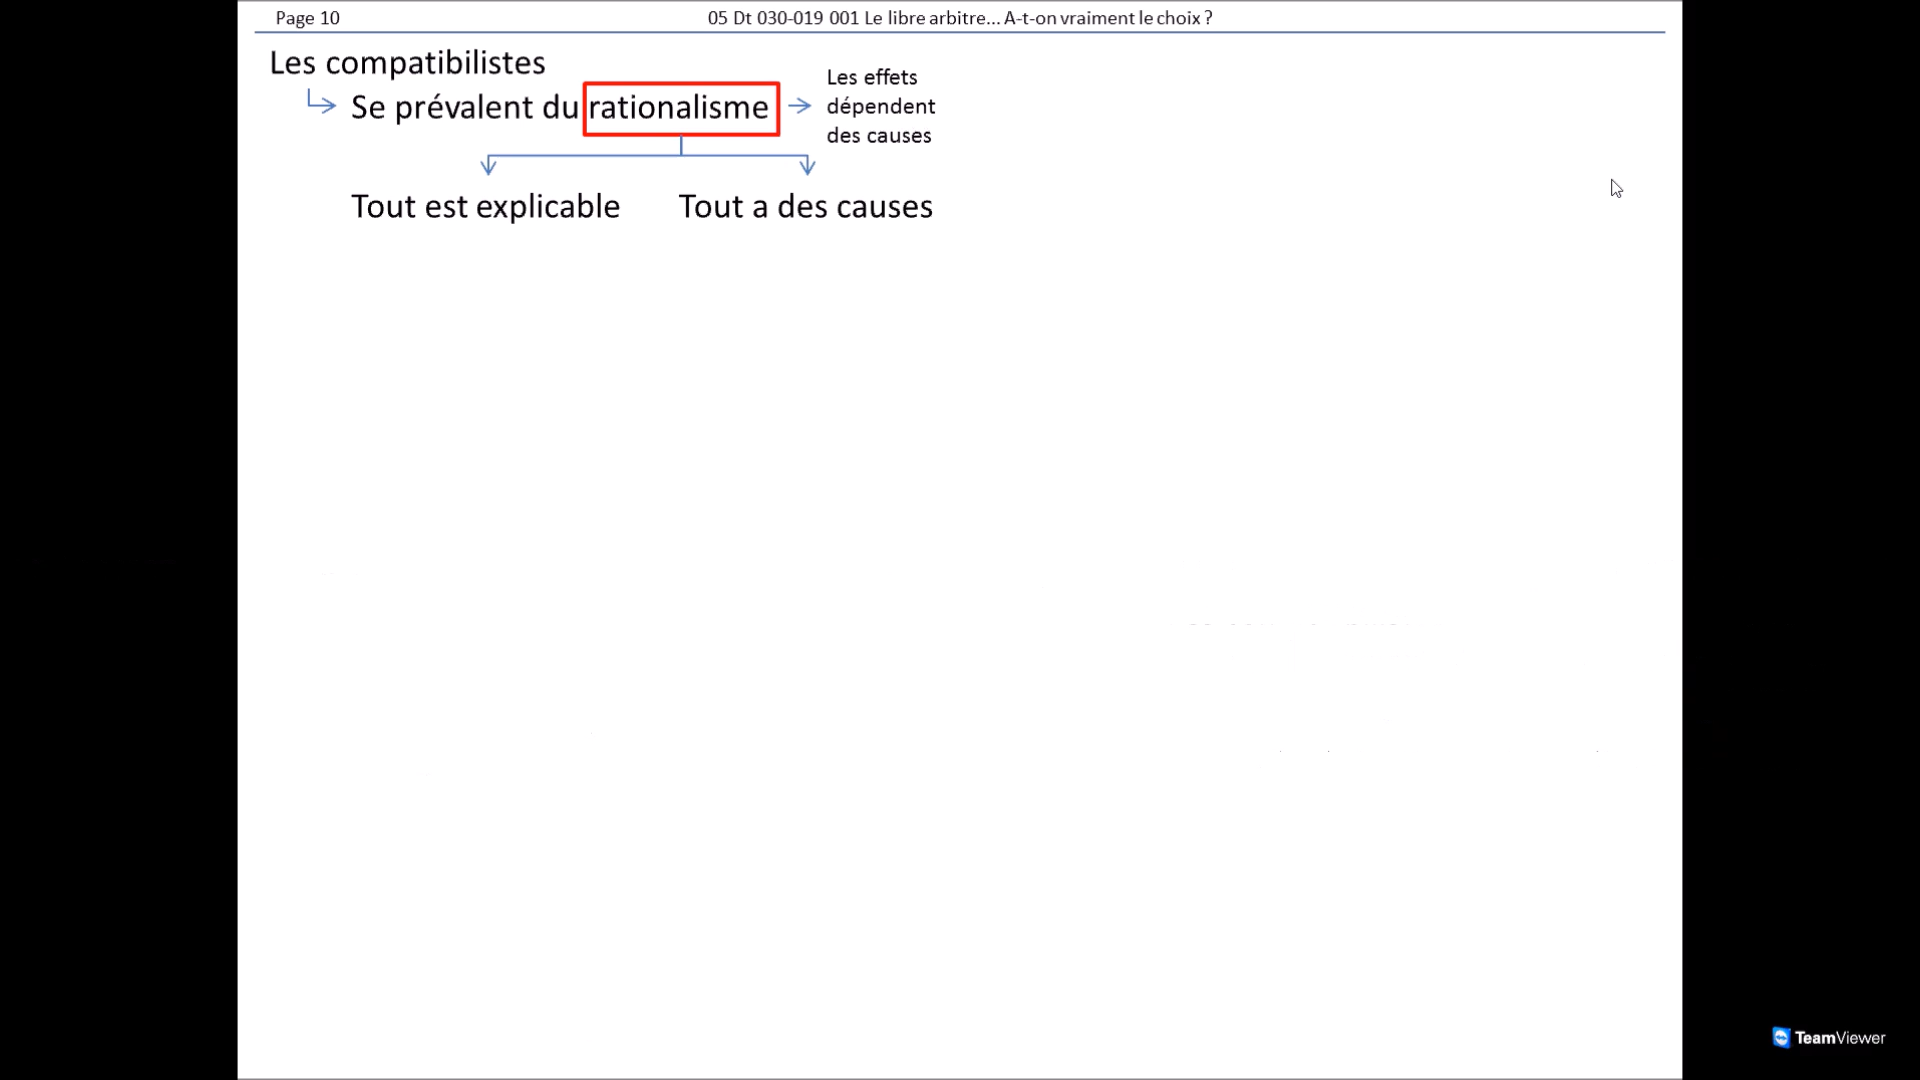 Page 10
05 Dt 030-019 001 Le libre arbitre... A-t-on vraiment le choix ?
Les compatibilistes
Se prévalent du rationalisme
Les effets
dépendent
des causes
Tout est explicable
Tout a des causes
TeamViewer